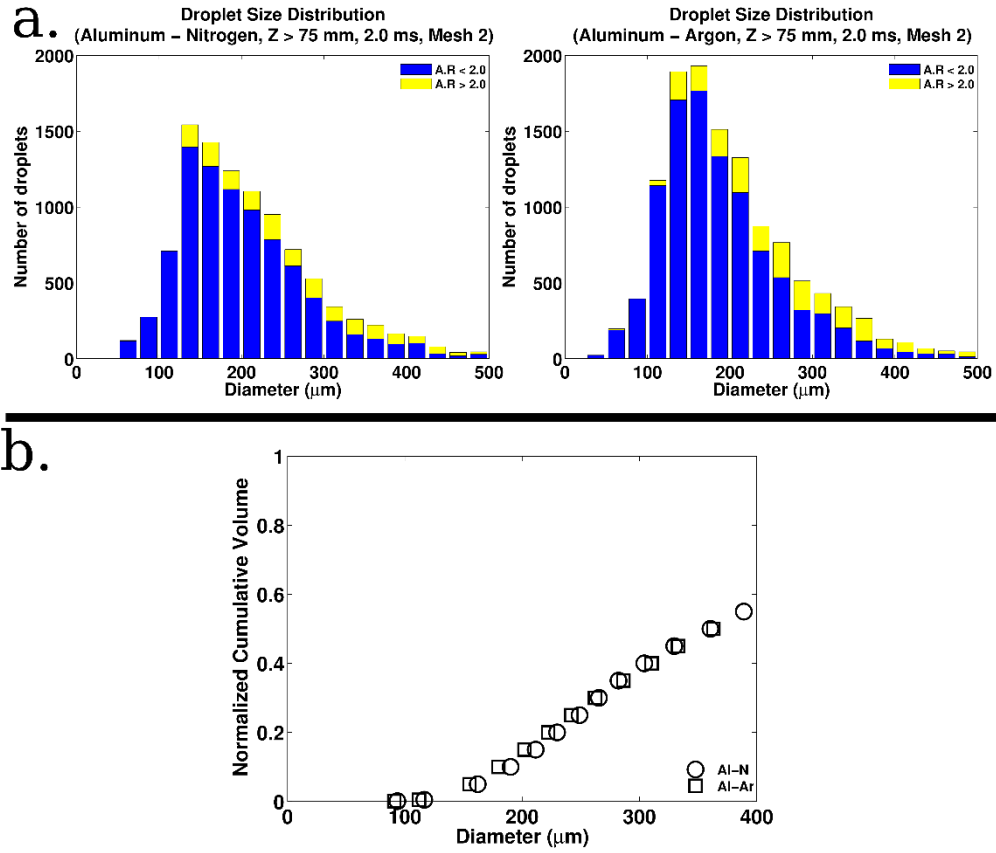 a.
Droplet Size Distribution
(Aluminum − Nitrogen, Z > 75 mm, 2.0 ms, Mesh 2)
2000
1500
1000
500
0
Number of droplets
A.R < 2.0
A.R > 2.0
0 100 200 300 400 500
Diameter (μm)
Droplet Size Distribution
(Aluminum − Argon, Z > 75 mm, 2.0 ms, Mesh 2)
2000
1500
1000
500
0
Number of droplets
A.R < 2.0
A.R > 2.0
0 100 200 300 400 500
Diameter (μm)
b.
1
0.8
0.6
0.4
0.2
0
Normalized Cumulative Volume
Al−N
Al−Ar
0 100 200 300 400
Diameter (μm)